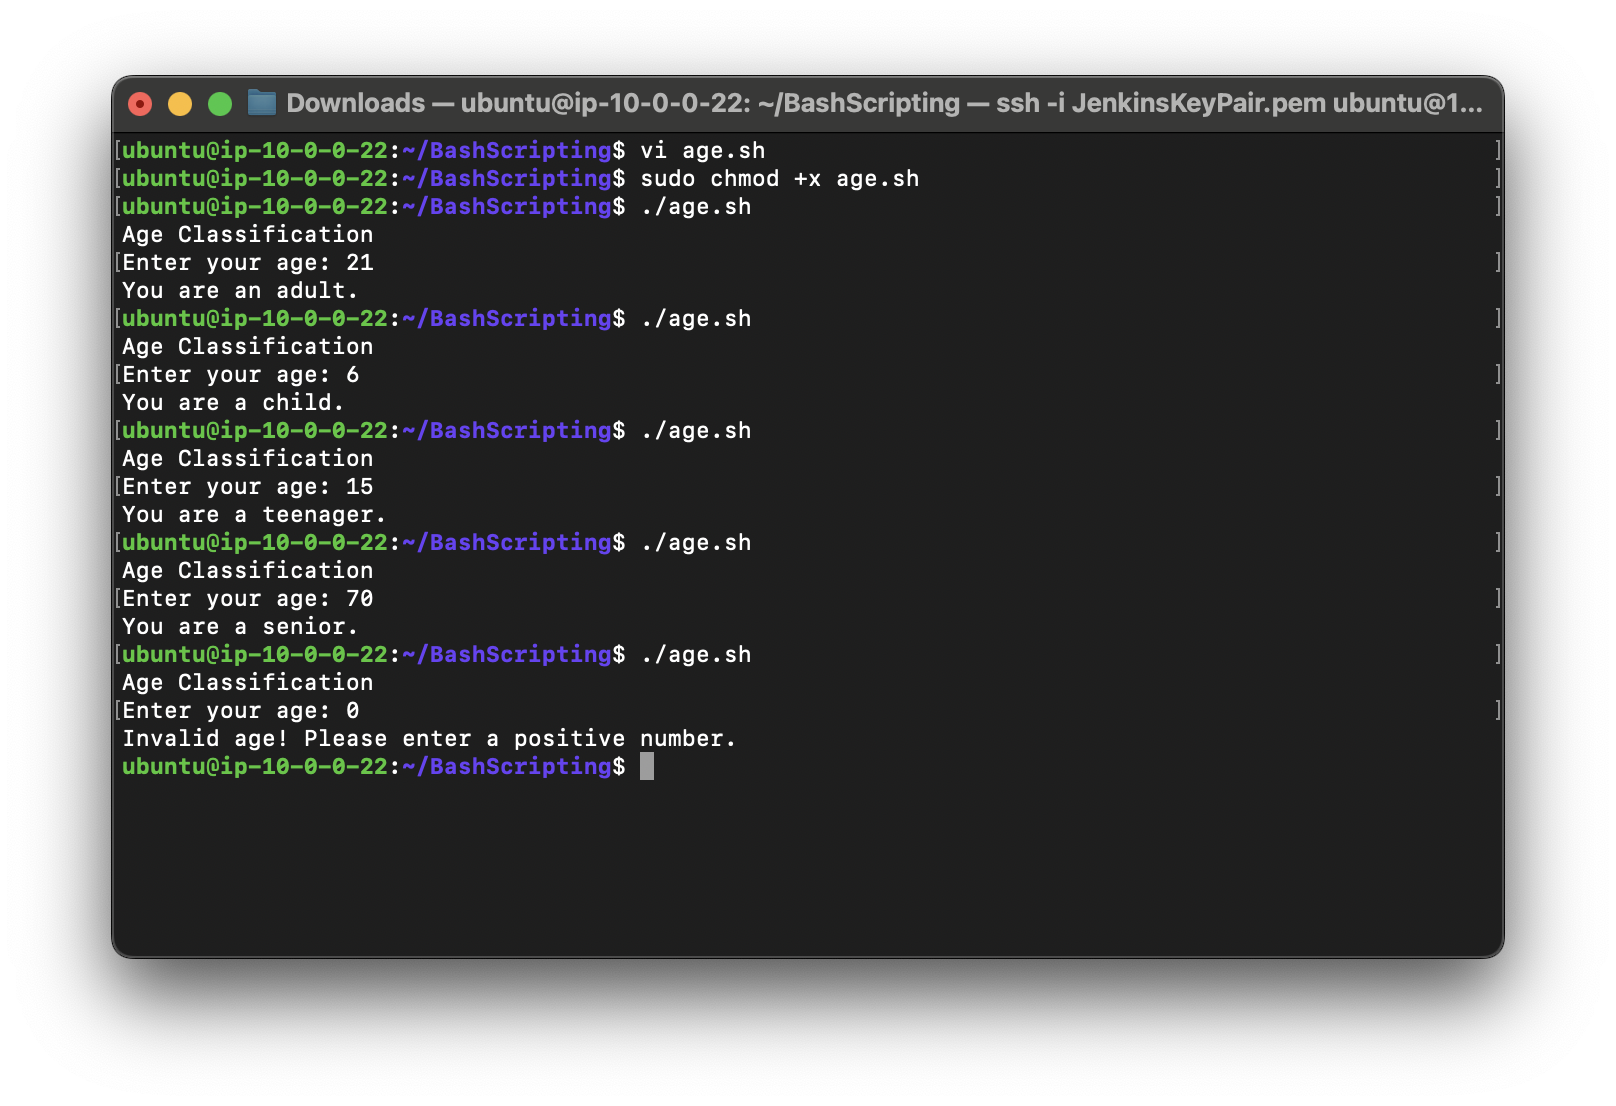 Downloads — ubuntu@ip-10-0-0-22: ~/BashScripting — ssh -i JenkinsKeyPair.pem ubuntu@1...
[ubuntu@ip-10-0-0-22:~/BashScripting$ vi age.sh ]
[ubuntu@ip-10-0-0-22:~/BashScripting$ sudo chmod +x age.sh ]
[ubuntu@ip-10-0-0-22:~/BashScripting$ ./age.sh ]
Age Classification
[Enter your age: 21 ]
You are an adult.
[ubuntu@ip-10-0-0-22:~/BashScripting$ ./age.sh ]
Age Classification
[Enter your age: 6 ]
You are a child.
[ubuntu@ip-10-0-0-22:~/BashScripting$ ./age.sh ]
Age Classification
[Enter your age: 15 ]
You are a teenager.
[ubuntu@ip-10-0-0-22:~/BashScripting$ ./age.sh ]
Age Classification
[Enter your age: 70 ]
You are a senior.
[ubuntu@ip-10-0-0-22:~/BashScripting$ ./age.sh ]
Age Classification
[Enter your age: 0 ]
Invalid age! Please enter a positive number.
ubuntu@ip-10-0-0-22:~/BashScripting$